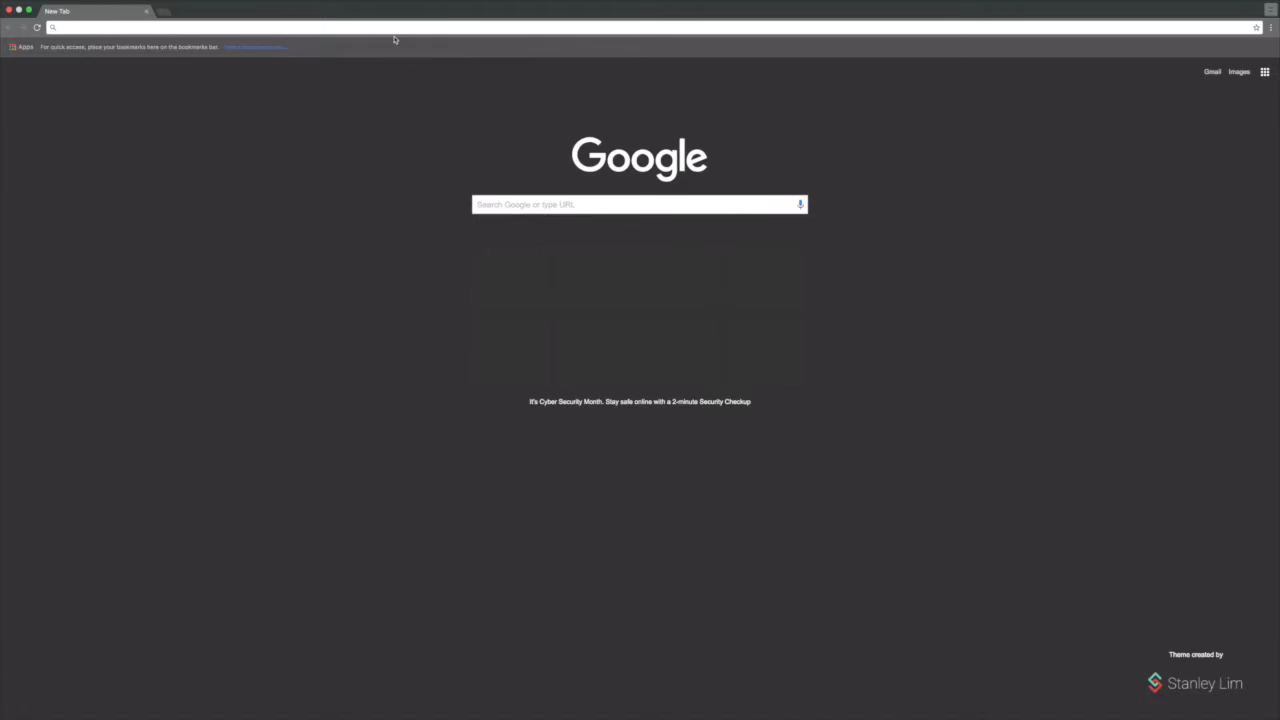 New Tab
Apps For quick access, place your bookmarks here on the bookmarks bar.
Gmail Images
Google
Search Google or type URL
It's Cyber Security Month. Stay safe online with a 2-minute Security Checkup
Theme created by
Stanley Lim